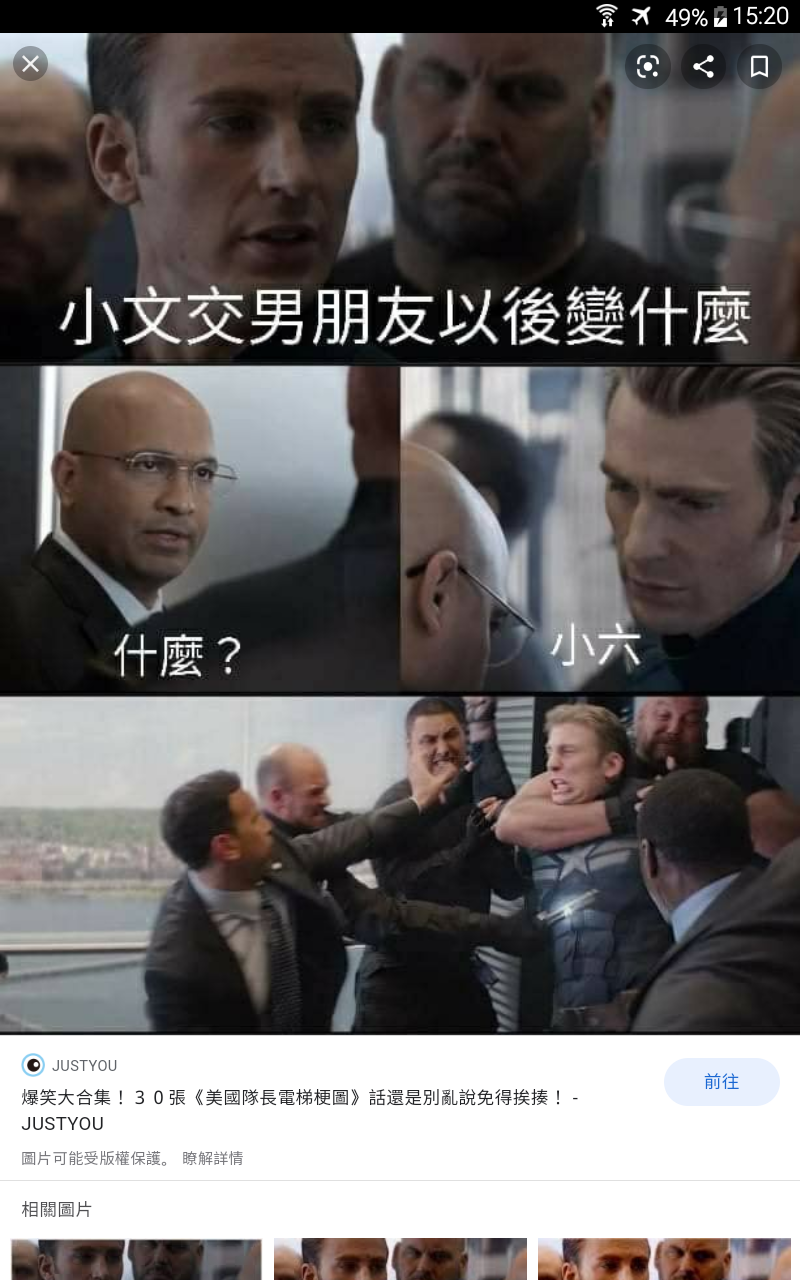 49% 15:20
小文交男朋友以後變什麼
什麼？
小六
JUSTYOU
爆笑大合集！３０張《美國隊長電梯梗圖》話還是別亂說免得挨揍！ -
JUSTYOU
前往
圖片可能受版權保護。 瞭解詳情
相關圖片